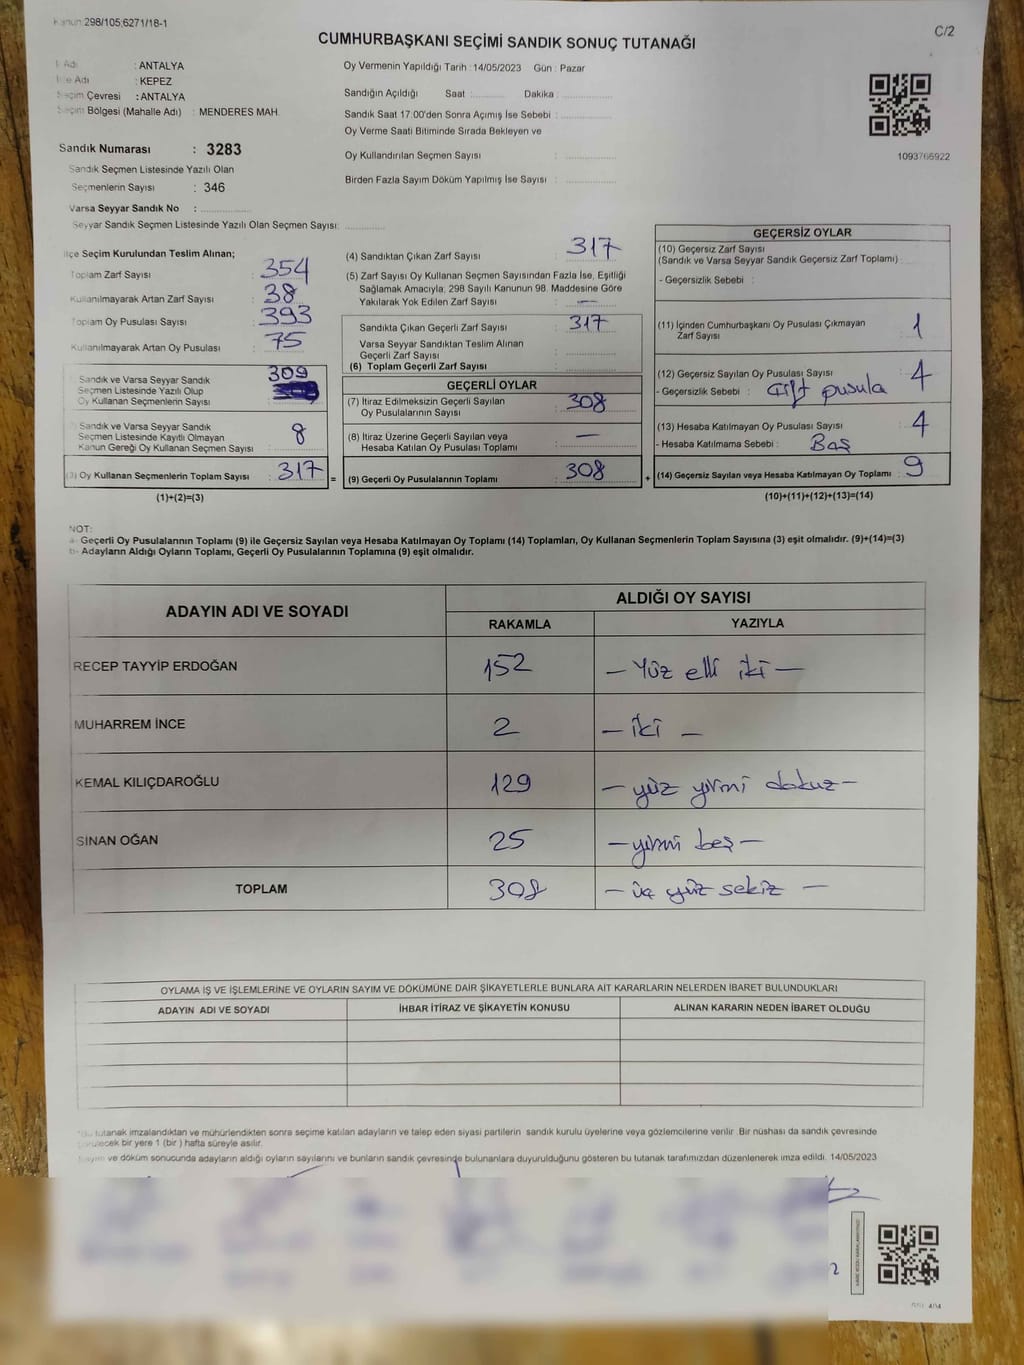 Kanun 298/105,6271/18-1
C/2
CUMHURBAŞKANI SEÇİMİ SANDIK SONUÇ TUTANAĞI
Adı : ANTALYA
İlçe Adı : KEPEZ
Seçim Çevresi : ANTALYA
Seçim Bölgesi (Mahalle Adı) : MENDERES MAH.
Sandık Numarası : 3283
Sandık Seçmen Listesinde Yazılı Olan
Seçmenlerin Sayısı : 346
Varsa Seyyar Sandık No :
Seyyar Sandık Seçmen Listesinde Yazılı Olan Seçmen Sayısı:
Oy Vermenin Yapıldığı Tarih : 14/05/2023 Gün : Pazar
Sandığın Açıldığı Saat : Dakika :
Sandık Saat 17:00'den Sonra Açımış İse Sebebi :
Oy Verme Saati Bitiminde Sırada Bekleyen ve
Oy Kullandırılan Seçmen Sayısı :
Birden Fazla Sayım Döküm Yapılmış İse Sayısı :
1093766922
İlçe Seçim Kurulundan Teslim Alınan;
Toplam Zarf Sayısı : 354
Kullanılmayarak Artan Zarf Sayısı : 38
Toplam Oy Pusulası Sayısı : 393
Kullanılmayarak Artan Oy Pusulası : 75
Sandık ve Varsa Seyyar Sandık
Seçmen Listesinde Yazılı Olup
Oy Kullanan Seçmenlerin Sayısı : 309
Sandık ve Varsa Seyyar Sandık
Seçmen Listesinde Kayıtlı Olmayan
Kanun Gereği Oy Kullanan Seçmen Sayısı : 8
(3) Oy Kullanan Seçmenlerin Toplam Sayısı : 317 =
(1)+(2)=(3)
(4) Sandıktan Çıkan Zarf Sayısı : 317
(5) Zarf Sayısı Oy Kullanan Seçmen Sayısından Fazla İse, Eşitliği
Sağlamak Amacıyla; 298 Sayılı Kanunun 98. Maddesine Göre
Yakılarak Yok Edilen Zarf Sayısı : —
Sandıkta Çıkan Geçerli Zarf Sayısı : 317
Varsa Seyyar Sandıktan Teslim Alınan
Geçerli Zarf Sayısı :
(6) Toplam Geçerli Zarf Sayısı :
GEÇERLİ OYLAR
(7) İtiraz Edilmeksizin Geçerli Sayılan
Oy Pusulalarının Sayısı : 308
(8) İtiraz Üzerine Geçerli Sayılan veya
Hesaba Katılan Oy Pusulası Toplamı : —
(9) Geçerli Oy Pusulalarının Toplamı : 308 +
GEÇERSİZ OYLAR
(10) Geçersiz Zarf Sayısı
(Sandık ve Varsa Seyyar Sandık Geçersiz Zarf Toplamı) :
- Geçersizlik Sebebi :
(11) İçinden Cumhurbaşkanı Oy Pusulası Çıkmayan
Zarf Sayısı : 1
(12) Geçersiz Sayılan Oy Pusulası Sayısı : 4
- Geçersizlik Sebebi : Çift pusula
(13) Hesaba Katılmayan Oy Pusulası Sayısı : 4
- Hesaba Katılmama Sebebi : Boş
(14) Geçersiz Sayılan veya Hesaba Katılmayan Oy Toplamı : 9
(10)+(11)+(12)+(13)=(14)
NOT:
a- Geçerli Oy Pusulalarının Toplamı (9) ile Geçersiz Sayılan veya Hesaba Katılmayan Oy Toplamı (14) Toplamları, Oy Kullanan Seçmenlerin Toplam Sayısına (3) eşit olmalıdır. (9)+(14)=(3)
b- Adayların Aldığı Oyların Toplamı, Geçerli Oy Pusulalarının Toplamına (9) eşit olmalıdır.
ADAYIN ADI VE SOYADI ALDIĞI OY SAYISI
RAKAMLA YAZIYLA
RECEP TAYYİP ERDOĞAN 152 — Yüz elli iki —
MUHARREM İNCE 2 — iki —
KEMAL KILIÇDAROĞLU 129 — yüz yirmi dokuz —
SİNAN OĞAN 25 — yirmi beş —
TOPLAM 308 — üç yüz sekiz —
OYLAMA İŞ VE İŞLEMLERİNE VE OYLARIN SAYIM VE DÖKÜMÜNE DAİR ŞİKAYETLERLE BUNLARA AİT KARARLARIN NELERDEN İBARET BULUNDUKLARI
ADAYIN ADI VE SOYADI İHBAR İTİRAZ VE ŞİKAYETİN KONUSU ALINAN KARARIN NEDEN İBARET OLDUĞU
tutanak imzalandıktan ve mühürlendikten sonra seçime katılan adayların ve talep eden siyasi partilerin sandık kurulu üyelerine veya gözlemcilerine verilir. Bir nüshası da sandık çevresinde
görülecek bir yere 1 (bir) hafta süreyle asılır.
ve döküm sonucunda adayların aldığı oyların sayılarını ve bunların sandık çevresinde bulunanlara duyurulduğunu gösteren bu tutanak tarafımızdan düzenlenerek imza edildi. 14/05/2023